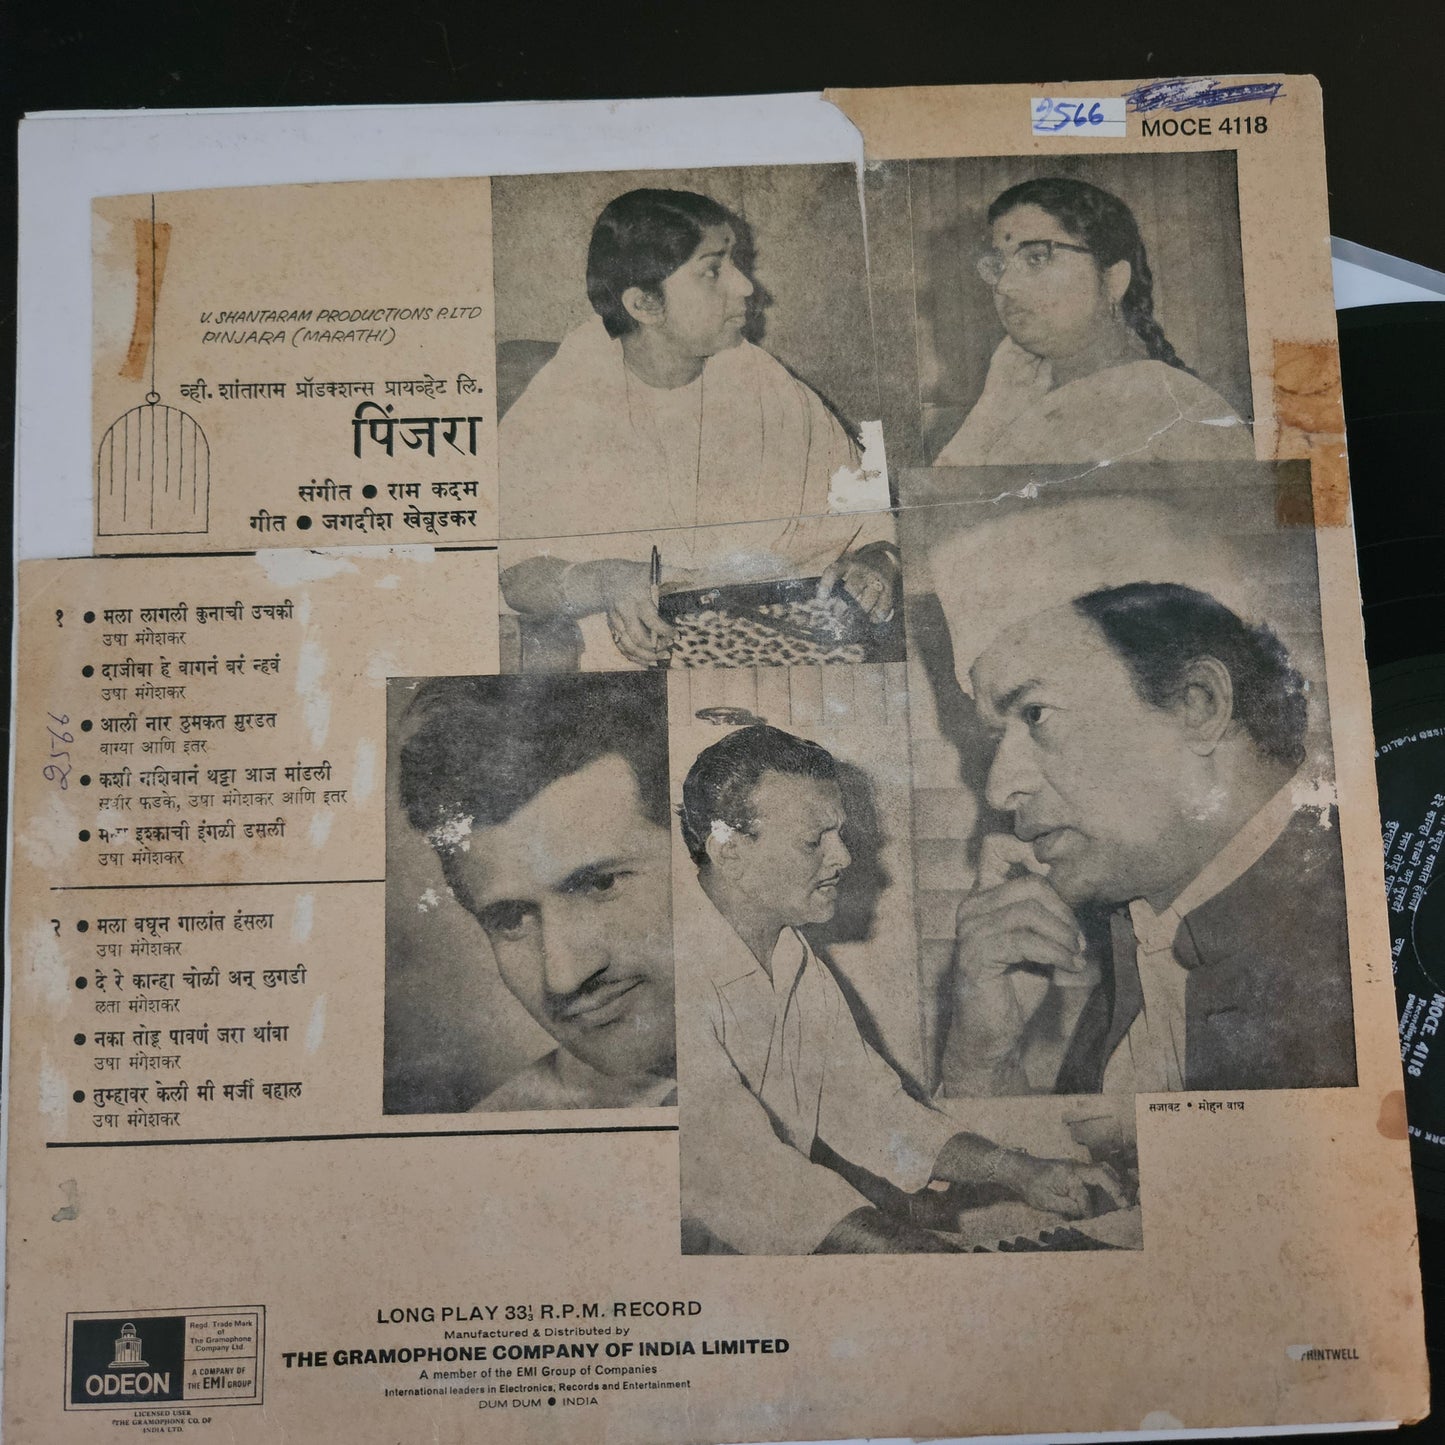 2566
MOCE 4118
V. SHANTARAM PRODUCTIONS P. LTD
PINJARA (MARATHI)
व्ही. शांताराम प्रॉडक्शन्स प्रायव्हेट लि.
पिंजरा
संगीत ● राम कदम
गीत ● जगदीश खेबूडकर
१ ● मला लागली कुनाची उचकी
उषा मंगेशकर
● दाजीबा हे वागनं बरं न्हवं
उषा मंगेशकर
● आली नार ठुमकत मुरडत
वाग्या आणि इतर
● कशी नशिवानं थट्टा आज मांडली
सुधीर फडके, उषा मंगेशकर आणि इतर
● इश्काची इंगळी डसली
उषा मंगेशकर
2566
२ ● मला बघून गालांत हंसला
उषा मंगेशकर
● दे रे कान्हा चोळी अन् लुगडी
लता मंगेशकर
● नका तोडू पावणं जरा थांबा
उषा मंगेशकर
● तुम्हावर केली मी मर्जी बहाल
उषा मंगेशकर
सजावट • मोहन वाघ
LONG PLAY 33⅓ R.P.M. RECORD
Manufactured & Distributed by
THE GRAMOPHONE COMPANY OF INDIA LIMITED
A member of the EMI Group of Companies
International leaders in Electronics, Records and Entertainment
DUM DUM ● INDIA
ODEON
Regd. Trade Mark
of
The Gramophone
Company Ltd.
A COMPANY OF
THE EMI GROUP
LICENSED USER
THE GRAMOPHONE CO. OF
INDIA LTD.
PRINTWELL
MOCE. 4118